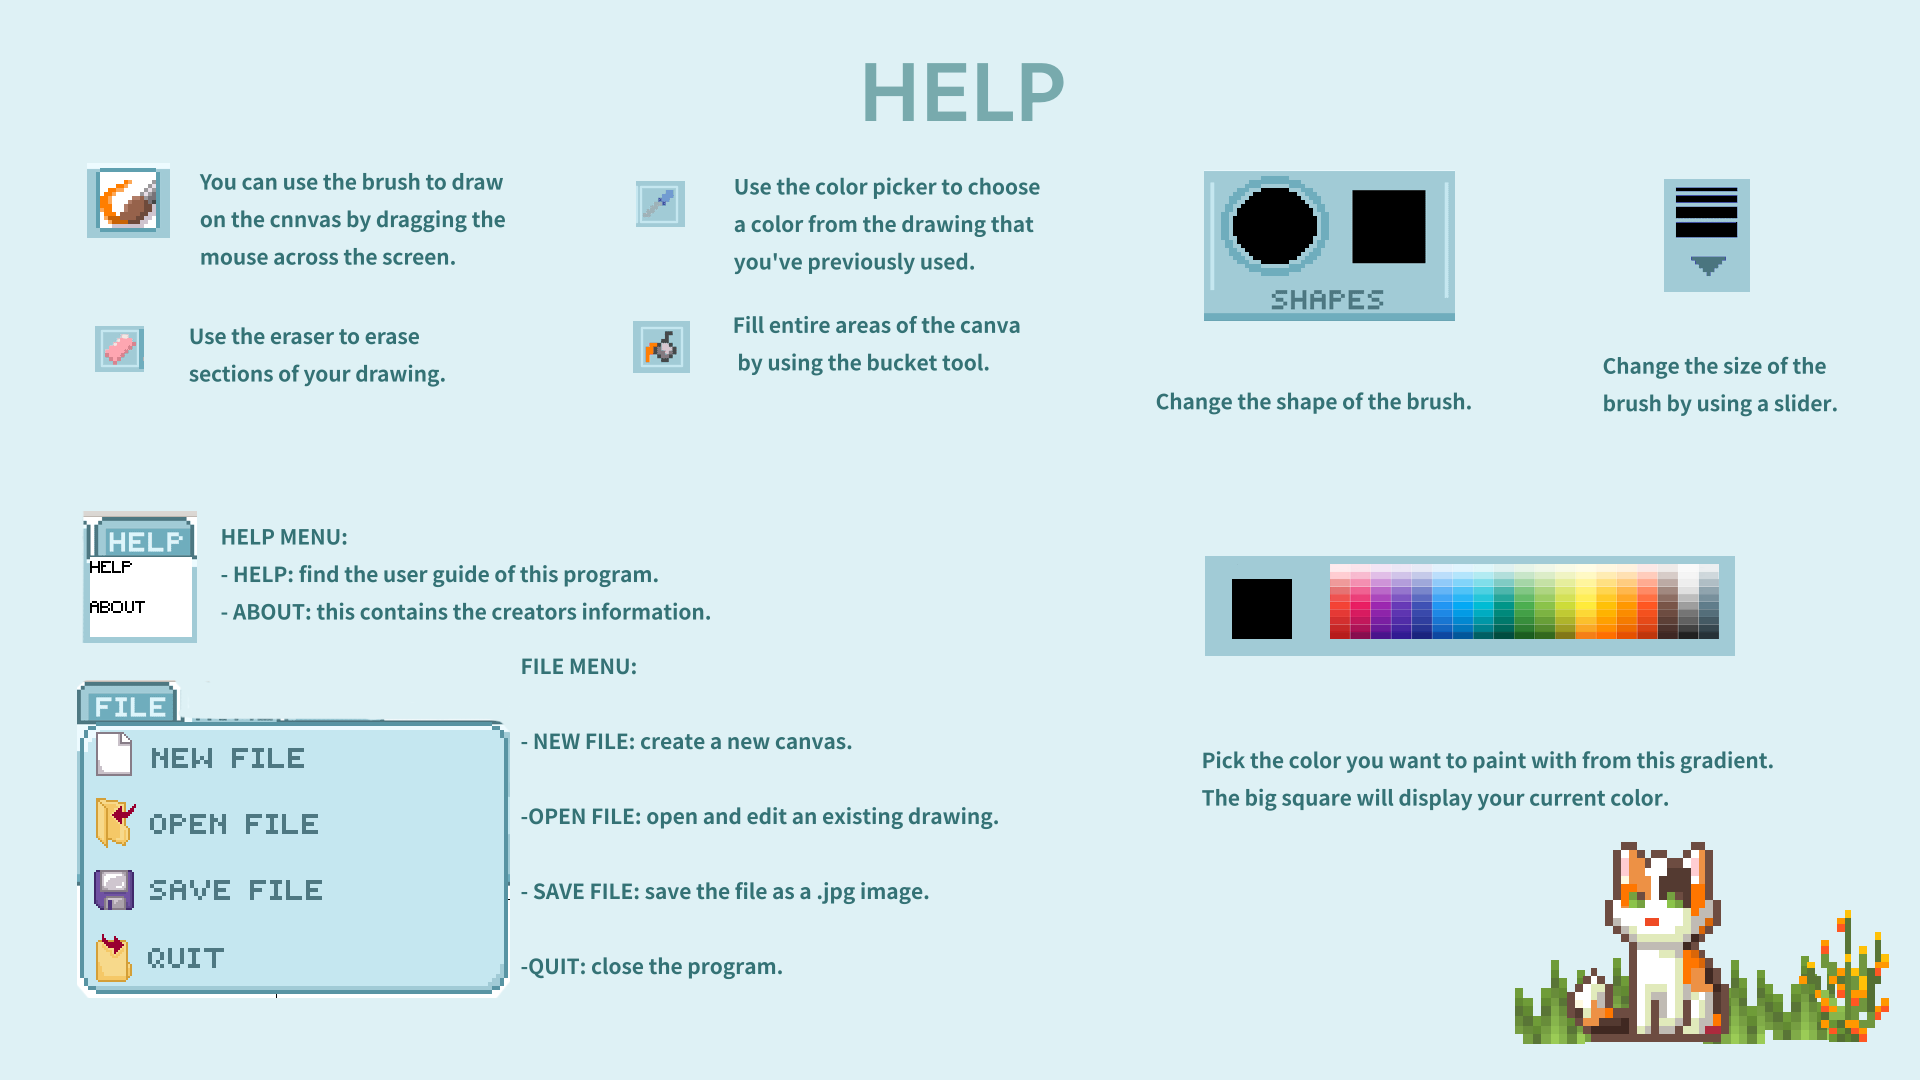 HELP
You can use the brush to draw
on the cnnvas by dragging the
mouse across the screen.
Use the eraser to erase
sections of your drawing.
Use the color picker to choose
a color from the drawing that
you've previously used.
Fill entire areas of the canva
by using the bucket tool.
SHAPES
Change the shape of the brush.
Change the size of the
brush by using a slider.
HELP
HELP
ABOUT
HELP MENU:
- HELP: find the user guide of this program.
- ABOUT: this contains the creators information.
FILE
NEW FILE
OPEN FILE
SAVE FILE
QUIT
FILE MENU:
- NEW FILE: create a new canvas.
-OPEN FILE: open and edit an existing drawing.
- SAVE FILE: save the file as a .jpg image.
-QUIT: close the program.
Pick the color you want to paint with from this gradient.
The big square will display your current color.